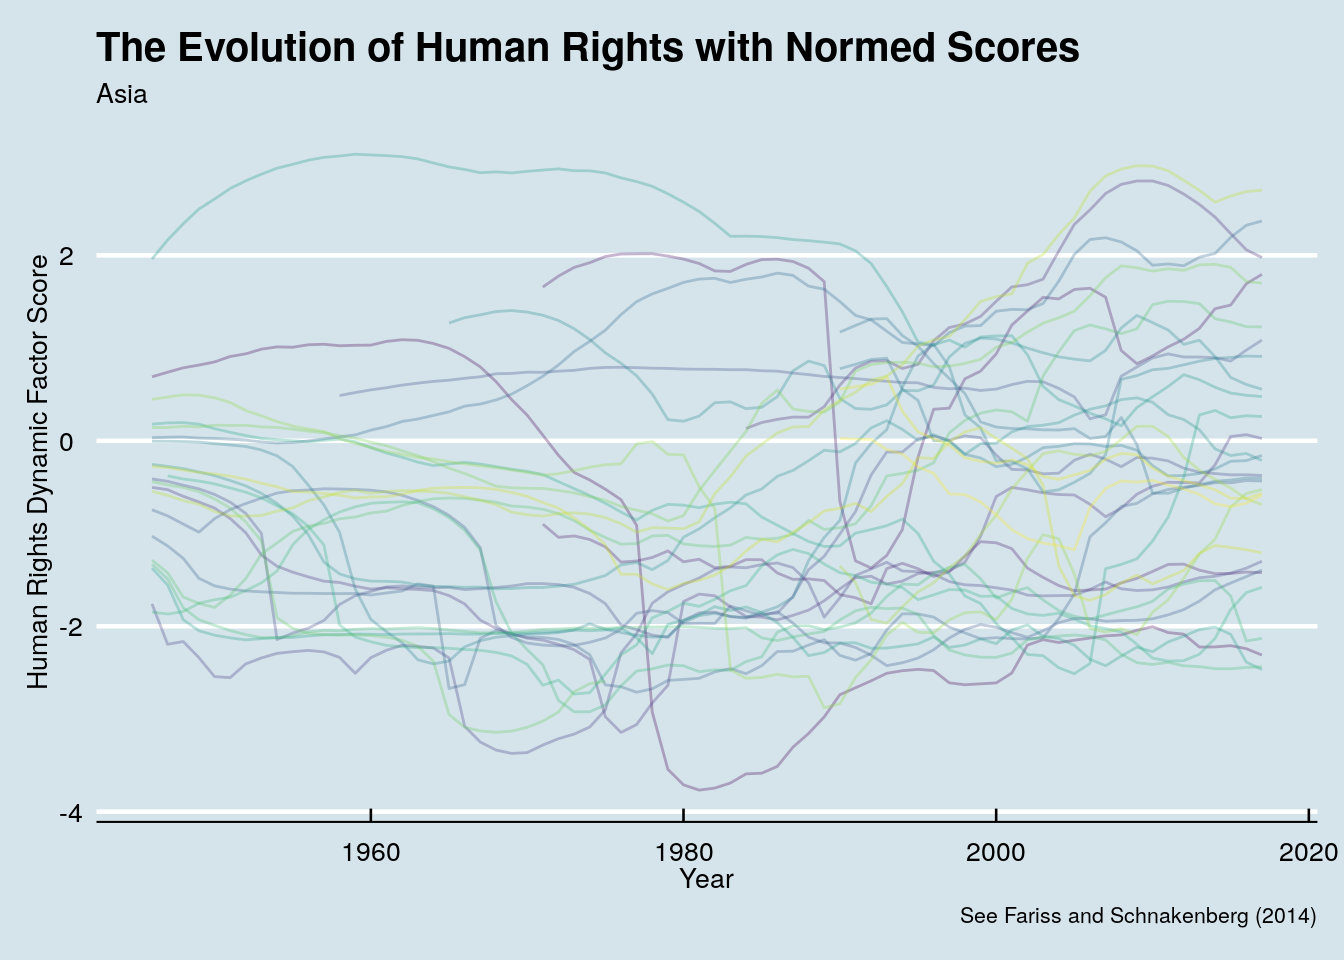 The Evolution of Human Rights with Normed Scores
Asia
Human Rights Dynamic Factor Score
2
0
-2
-4
1960
1980
2000
2020
Year
See Fariss and Schnakenberg (2014)